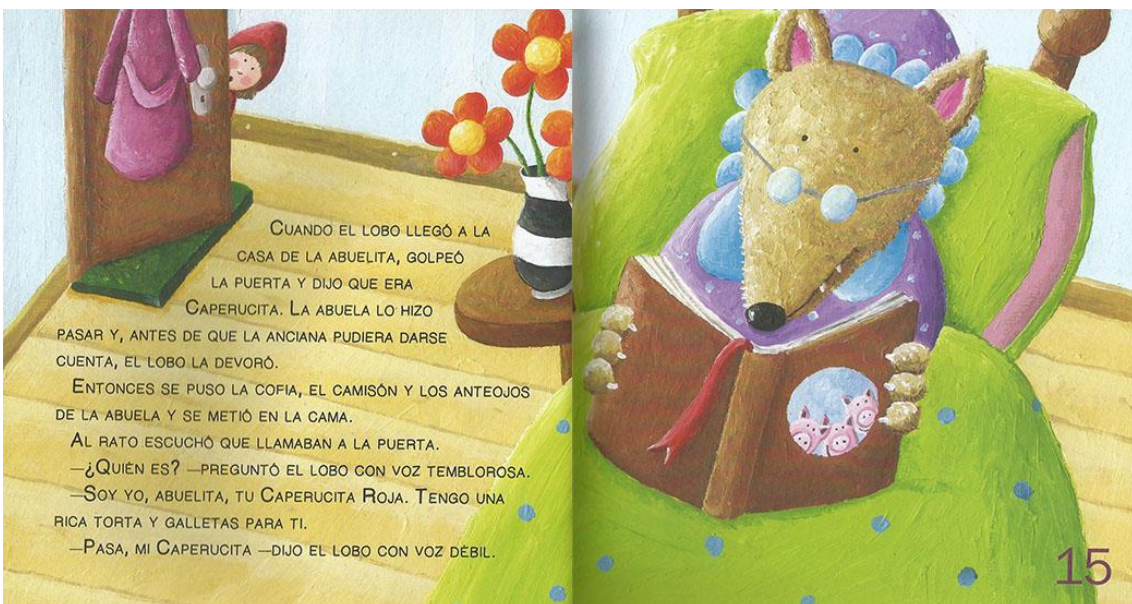 Cuando el lobo llegó a la
casa de la abuelita, golpeó
la puerta y dijo que era
Caperucita. La abuela lo hizo
pasar y, antes de que la anciana pudiera darse
cuenta, el lobo la devoró.
Entonces se puso la cofia, el camisón y los anteojos
de la abuela y se metió en la cama.
Al rato escuchó que llamaban a la puerta.
—¿Quién es? —preguntó el lobo con voz temblorosa.
—Soy yo, abuelita, tu Caperucita Roja. Tengo una
rica torta y galletas para ti.
—Pasa, mi Caperucita —dijo el lobo con voz débil.
15